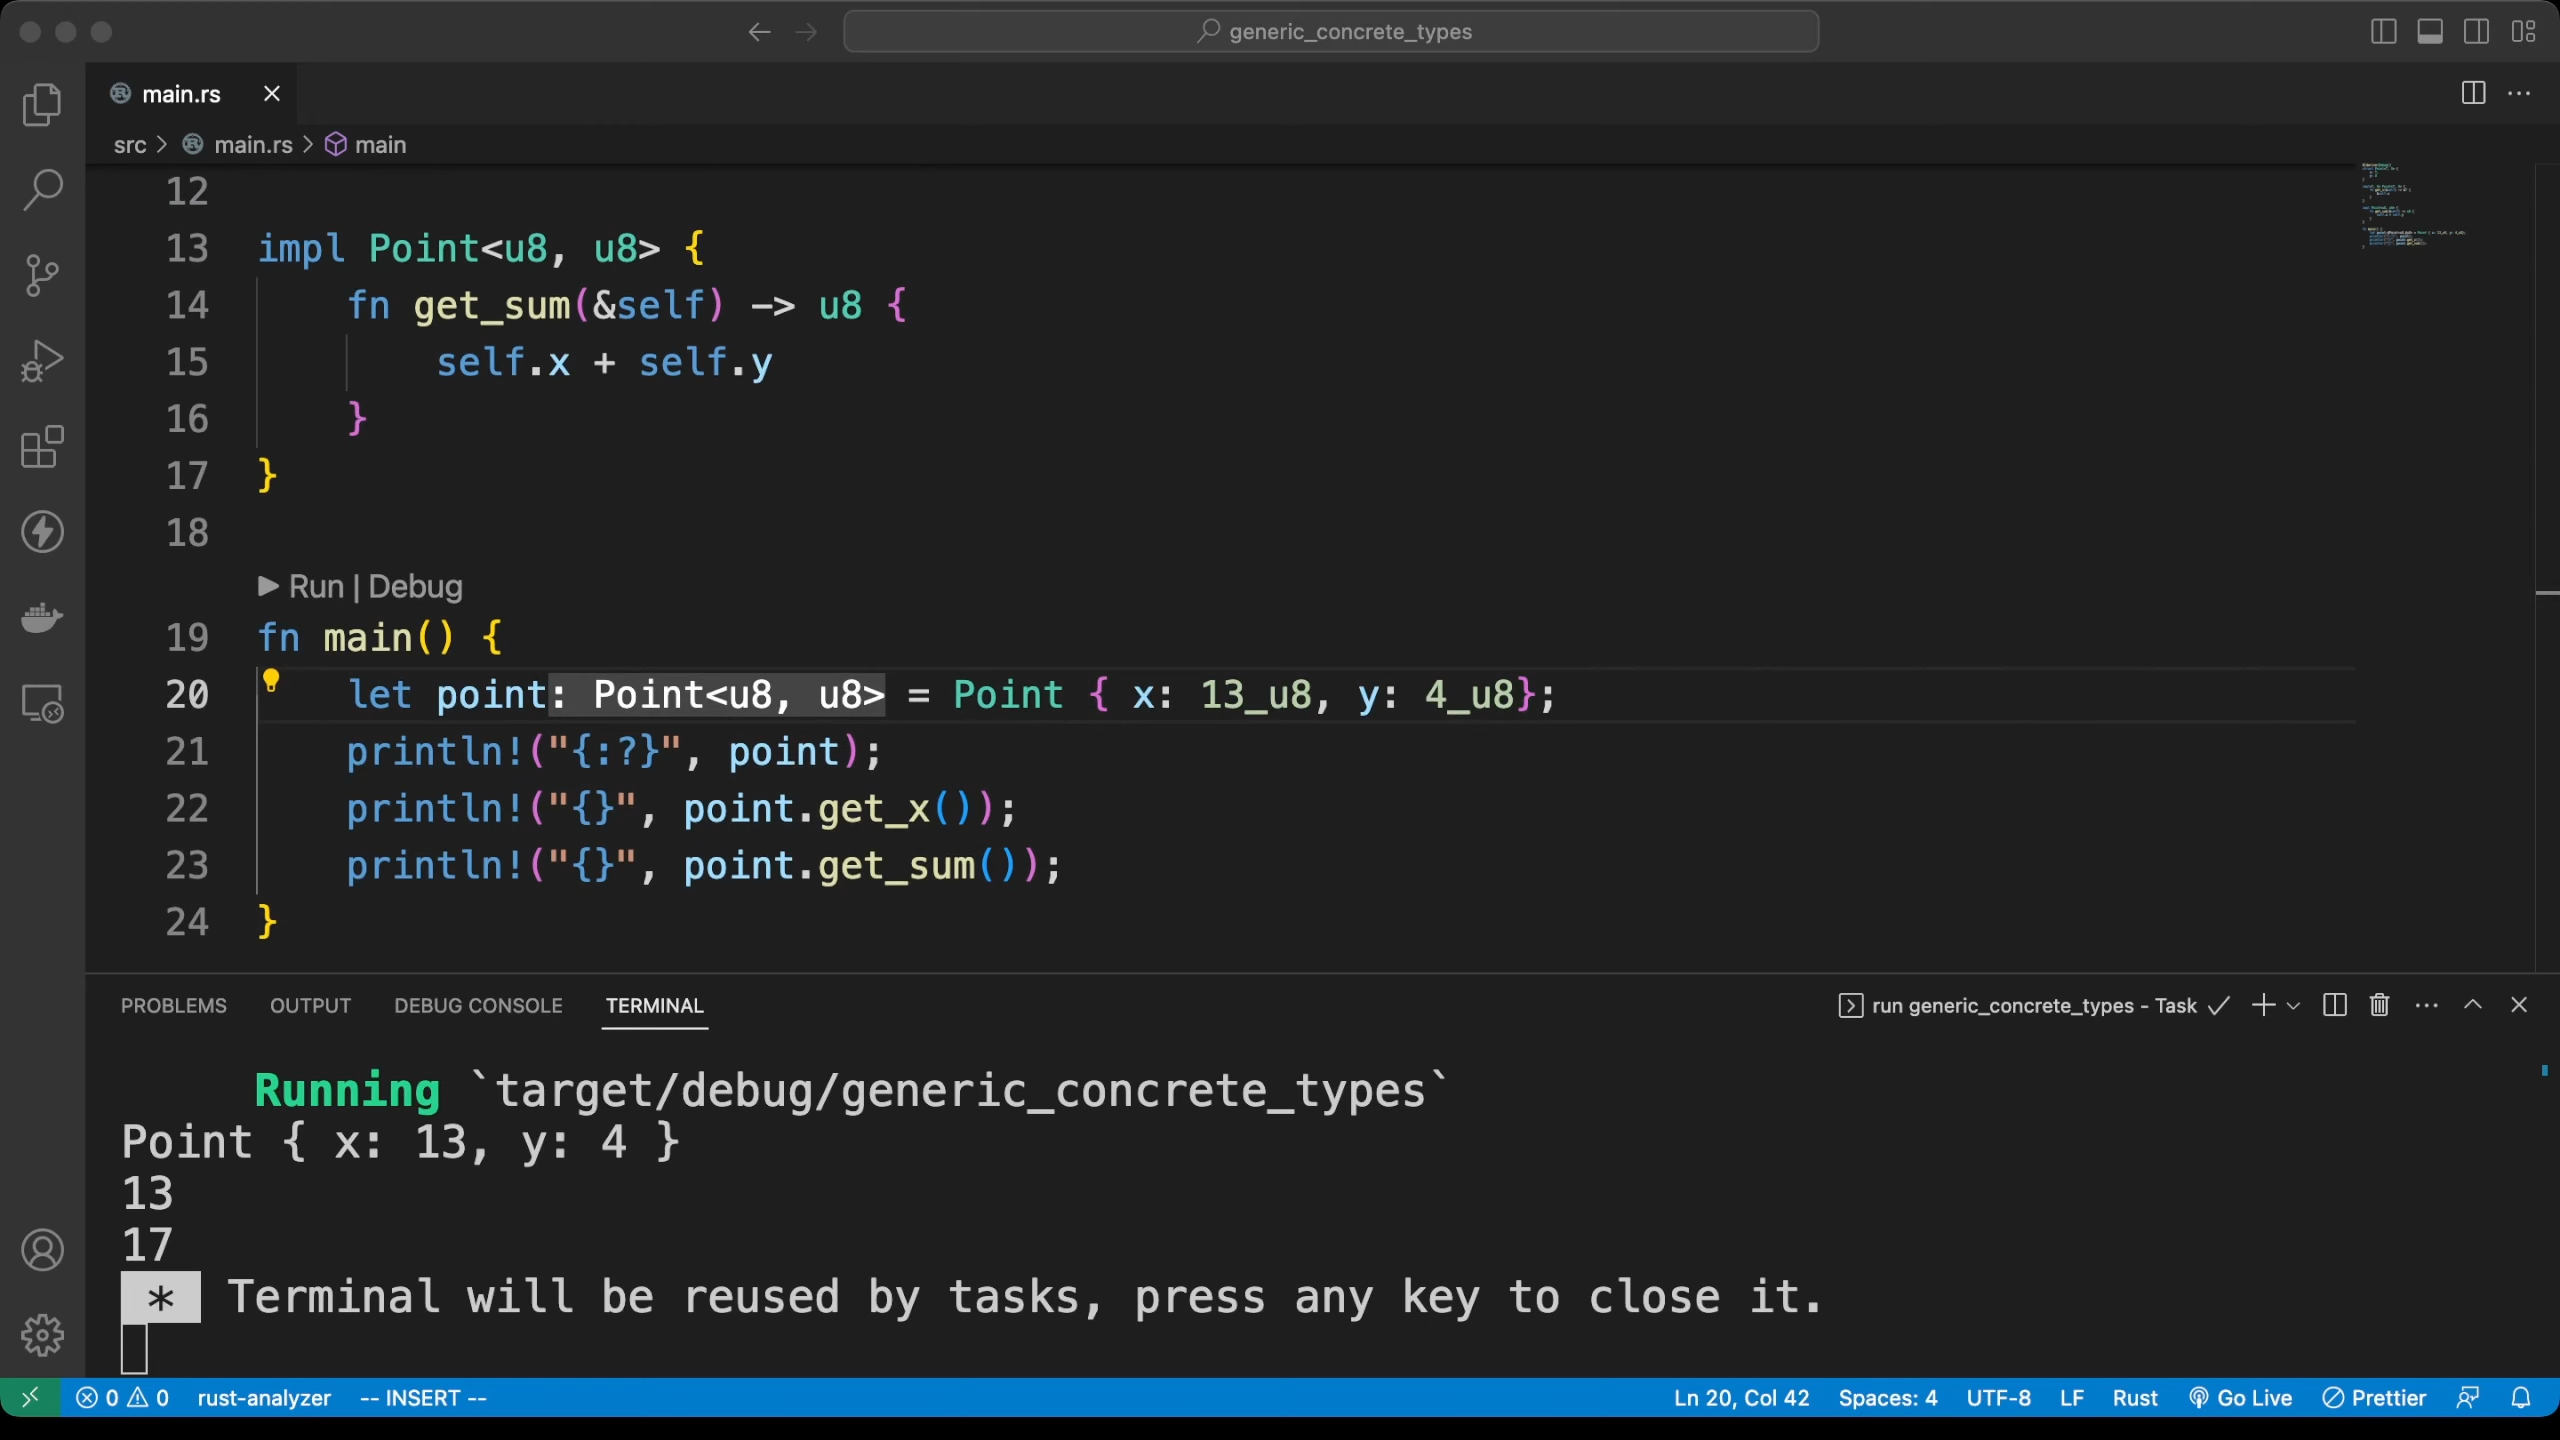 generic_concrete_types
main.rs
src > main.rs > main
12
13 impl Point<u8, u8> {
14     fn get_sum(&self) -> u8 {
15         self.x + self.y
16     }
17 }
18
Run | Debug
19 fn main() {
20     let point: Point<u8, u8> = Point { x: 13_u8, y: 4_u8};
21     println!("{:?}", point);
22     println!("{}", point.get_x());
23     println!("{}", point.get_sum());
24 }
PROBLEMS OUTPUT DEBUG CONSOLE TERMINAL run generic_concrete_types - Task
Running `target/debug/generic_concrete_types`
Point { x: 13, y: 4 }
13
17
* Terminal will be reused by tasks, press any key to close it.
0 0 rust-analyzer -- INSERT -- Ln 20, Col 42 Spaces: 4 UTF-8 LF Rust Go Live Prettier